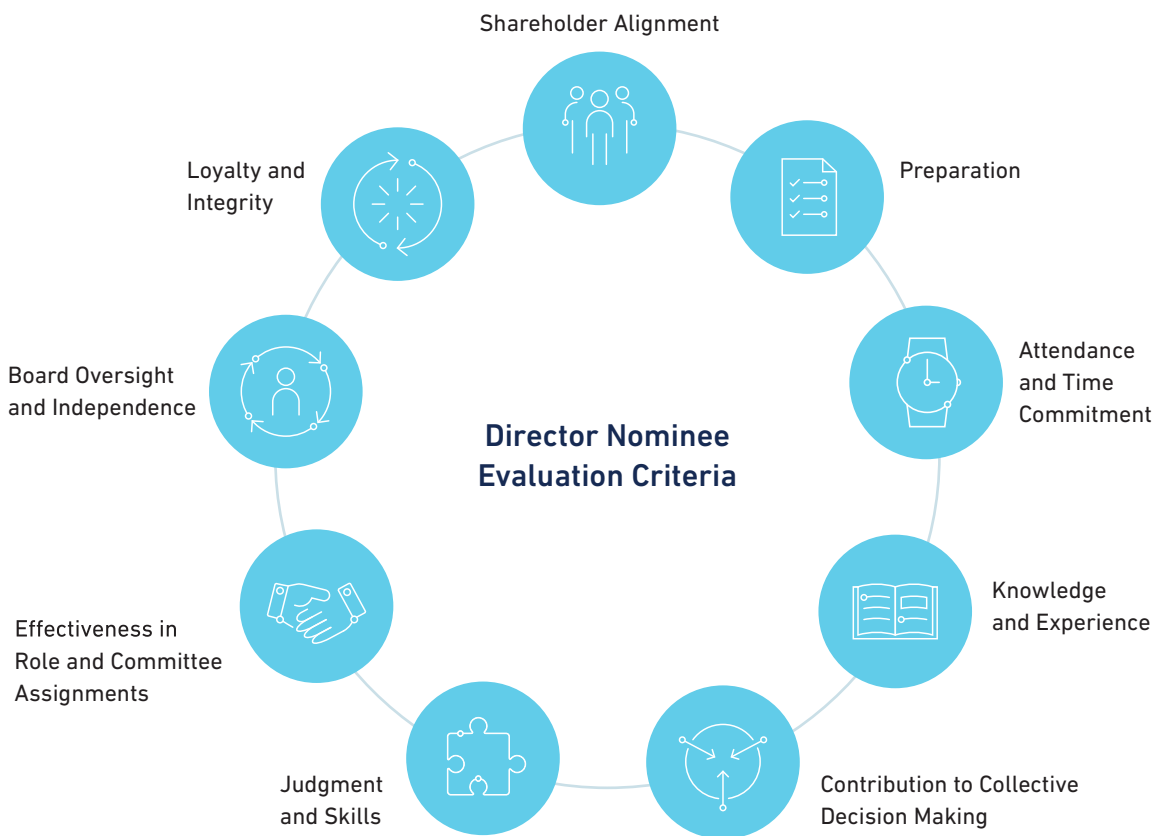 Shareholder Alignment
Preparation
Attendance
and Time
Commitment
Knowledge
and Experience
Contribution to Collective
Decision Making
Judgment
and Skills
Effectiveness in
Role and Committee
Assignments
Board Oversight
and Independence
Loyalty and
Integrity
Director Nominee
Evaluation Criteria